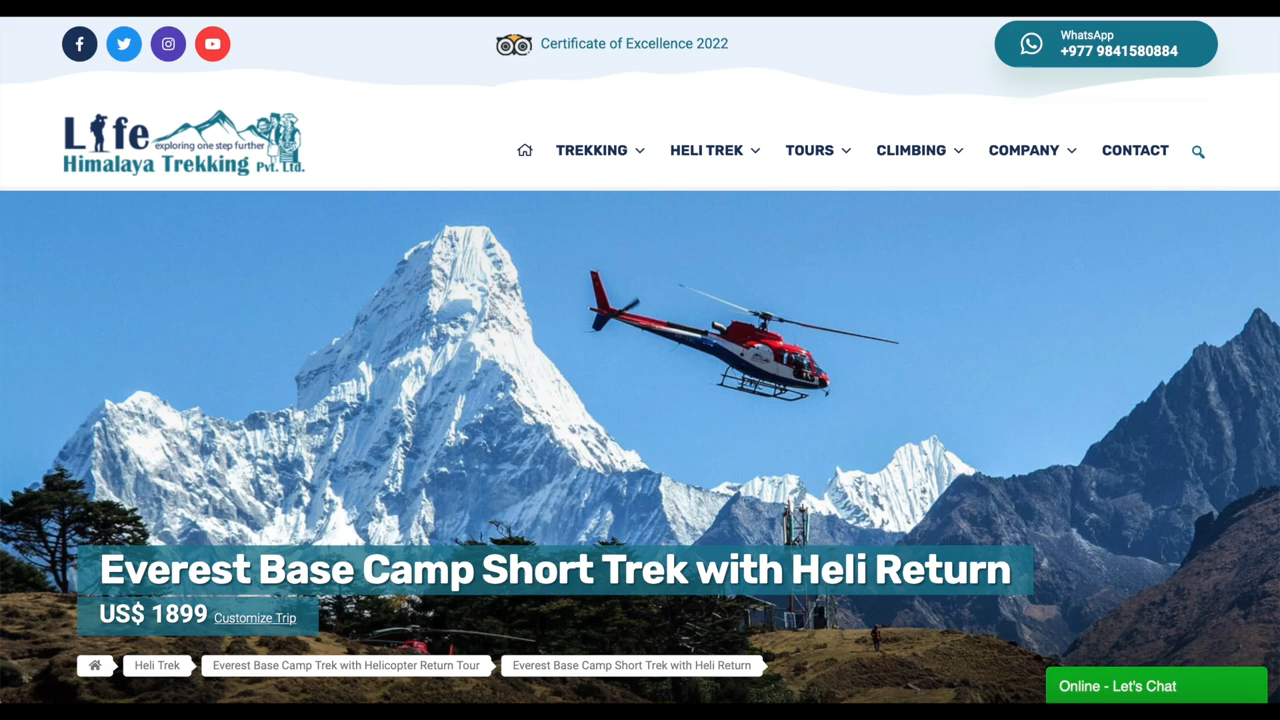 Certificate of Excellence 2022
WhatsApp
+977 9841580884
Life
exploring one step further
Himalaya Trekking Pvt. Ltd.
TREKKING
HELI TREK
TOURS
CLIMBING
COMPANY
CONTACT
Everest Base Camp Short Trek with Heli Return
US$ 1899 Customize Trip
Heli Trek
Everest Base Camp Trek with Helicopter Return Tour
Everest Base Camp Short Trek with Heli Return
Online - Let's Chat